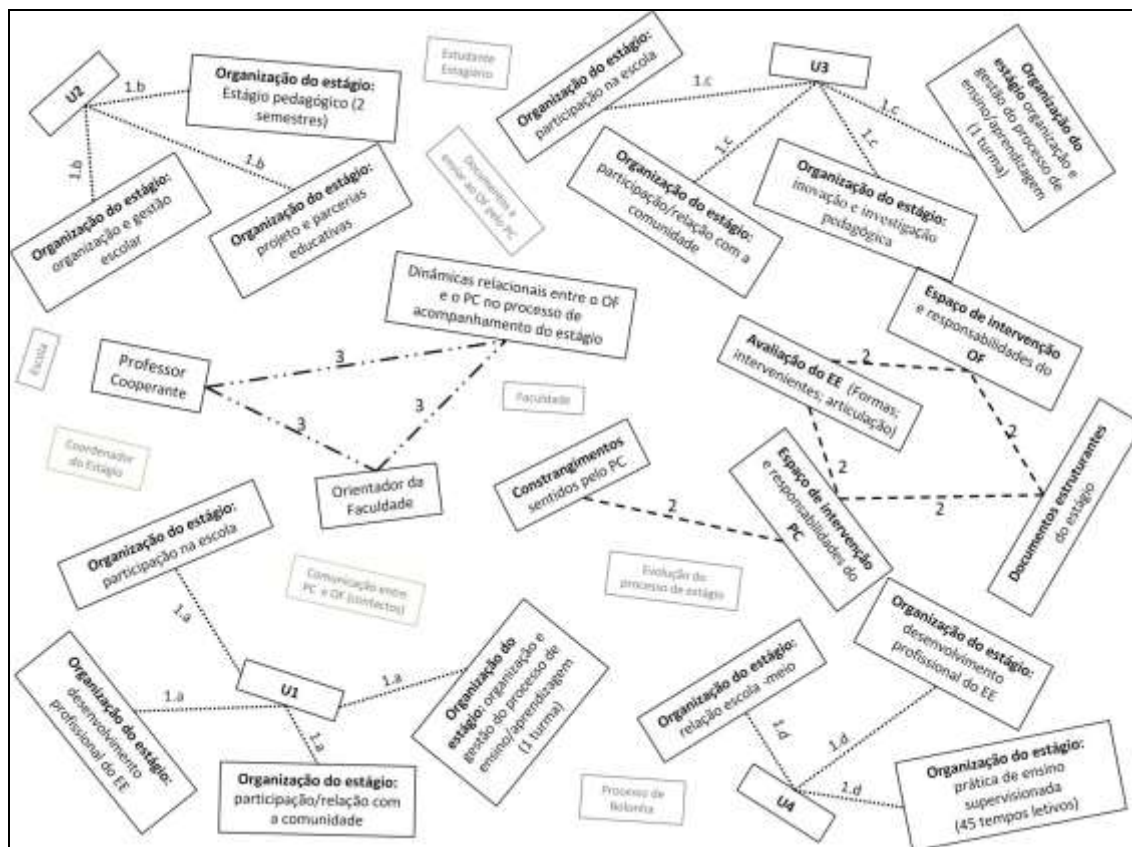 U2
1.b
1.b
1.b
Organização do estágio:
Estágio pedagógico (2
semestres)
Organização do estágio:
organização e gestão
escolar
Organização do estágio:
projeto e parcerias
educativas
Estudante
Estagiário
Documentos a
enviar ao OF pelo PC
Organização do estágio:
participação na escola
U3
1.c
1.c
1.c
1.c
Organização do
estágio organização e
gestão do processo de
ensino/aprendizagem
(1 turma)
Organização do estágio:
participação/relação com a
comunidade
Organização do estágio:
inovação e investigação
pedagógica
Dinâmicas relacionais entre o OF
e o PC no processo de
acompanhamento do estágio
Escola
Professor
Cooperante
3
3
3
Orientador da
Faculdade
Faculdade
Coordenador
do Estágio
Espaço de intervenção
e responsabilidades do
OF
Avaliação do EE (Formas;
intervenientes; articulação)
2
2
2
2
2
Constrangimentos
sentidos pelo PC
Espaço de intervenção
e responsabilidades do
PC
Documentos estruturantes
do estágio
Organização do estágio:
participação na escola
Comunicação entre
PC e OF (contactos)
Evolução do
processo de estágio
U1
1.a
1.a
1.a
1.a
Organização do estágio:
desenvolvimento
profissional do EE
Organização do
estágio: organização e
gestão do processo de
ensino/aprendizagem
(1 turma)
Organização do estágio:
participação/relação com
a comunidade
Organização do estágio:
relação escola -meio
Organização do estágio:
desenvolvimento
profissional do EE
1.d
1.d
1.d
U4
Organização do estágio:
prática de ensino
supervisionada
(45 tempos letivos)
Processo de
Bolonha